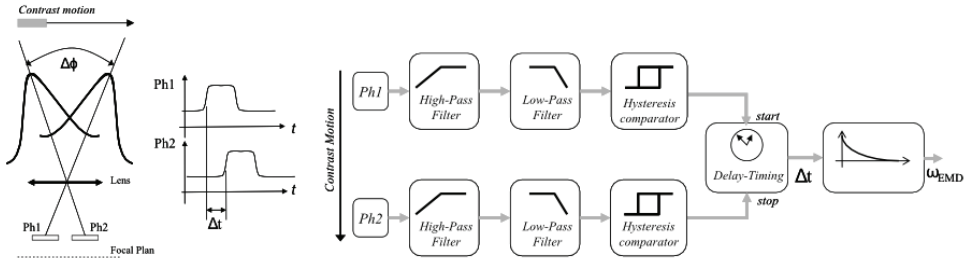 Contrast motion
Δϕ
Ph1
t
Ph2
t
Δt
Lens
Ph1
Ph2
Focal Plan
Contrast Motion
Ph1
High-Pass
Filter
Low-Pass
Filter
Hysteresis
comparator
start
Delay-Timing
stop
Δt
ωEMD
Ph2
High-Pass
Filter
Low-Pass
Filter
Hysteresis
comparator